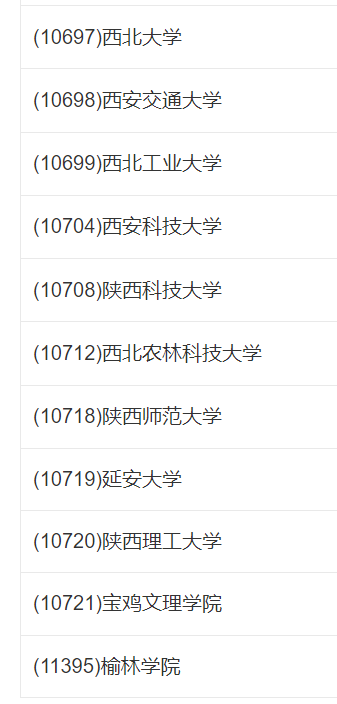 (10697)西北大学
(10698)西安交通大学
(10699)西北工业大学
(10704)西安科技大学
(10708)陕西科技大学
(10712)西北农林科技大学
(10718)陕西师范大学
(10719)延安大学
(10720)陕西理工大学
(10721)宝鸡文理学院
(11395)榆林学院